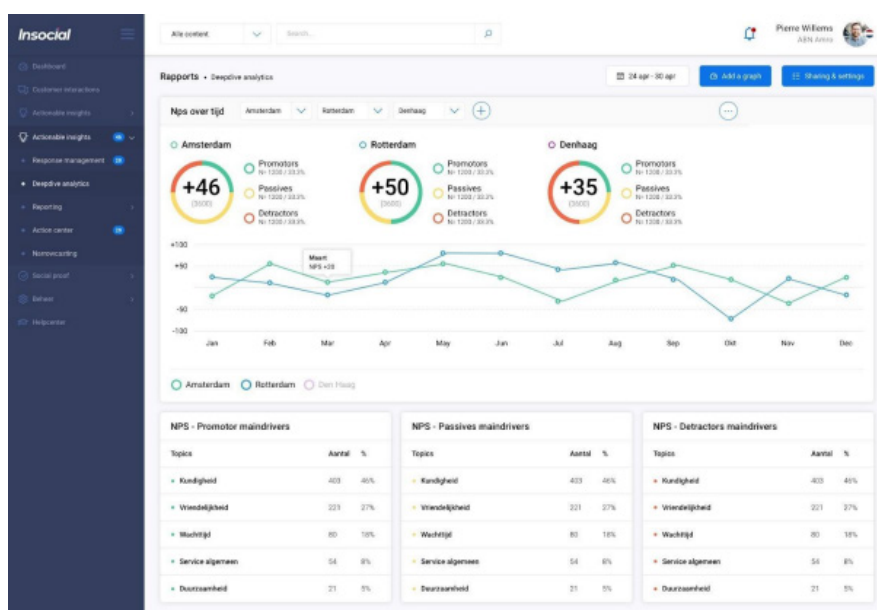 Insocial
Alle content
Search...
Pierre Willems
ABN Amro
Dashboard
Customer interactions
Actionable insights
Actionable insights
Response management
Deepdive analytics
Reporting
Action center
Narrowcasting
Social proof
Beheer
Helpcenter
Rapports • Deepdive analytics
24 apr - 30 apr
Add a graph
Sharing & settings
Nps over tijd
Amsterdam
Rotterdam
Denhaag
Amsterdam
+46
(3600)
Promotors
N= 1200 / 33.3%
Passives
N= 1200 / 33.3%
Detractors
N= 1200 / 33.3%
Rotterdam
+50
(3600)
Promotors
N= 1200 / 33.3%
Passives
N= 1200 / 33.3%
Detractors
N= 1200 / 33.3%
Denhaag
+35
(3600)
Promotors
N= 1200 / 33.3%
Passives
N= 1200 / 33.3%
Detractors
N= 1200 / 33.3%
+100
+50
-50
-100
Maart
NPS +20
Jan Feb Mar Apr May Jun Jul Aug Sep Okt Nov Dec
Amsterdam Rotterdam Den Haag
NPS - Promotor maindrivers
Topics Aantal %
Kundigheid 403 46%
Vriendelijkheid 221 27%
Wachttijd 80 18%
Service algemeen 54 8%
Duurzaamheid 21 5%
NPS - Passives maindrivers
Topics Aantal %
Kundigheid 403 46%
Vriendelijkheid 221 27%
Wachttijd 80 18%
Service algemeen 54 8%
Duurzaamheid 21 5%
NPS - Detractors maindrivers
Topics Aantal %
Kundigheid 403 46%
Vriendelijkheid 221 27%
Wachttijd 80 18%
Service algemeen 54 8%
Duurzaamheid 21 5%